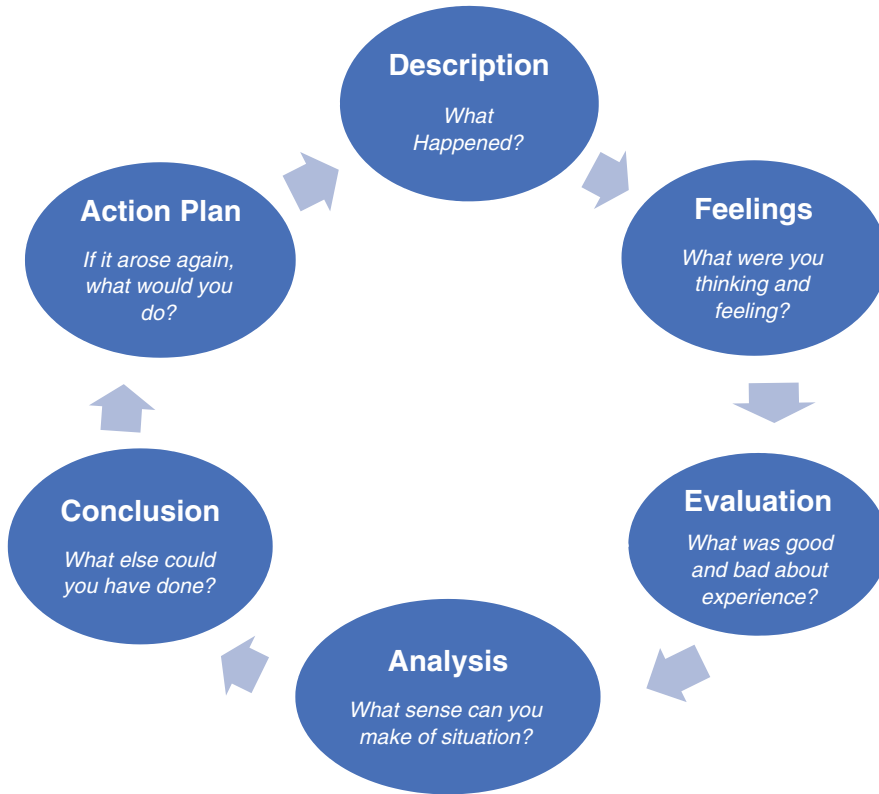 Description
What
Happened?
Feelings
What were you
thinking and
feeling?
Evaluation
What was good
and bad about
experience?
Analysis
What sense can you
make of situation?
Conclusion
What else could
you have done?
Action Plan
If it arose again,
what would you
do?